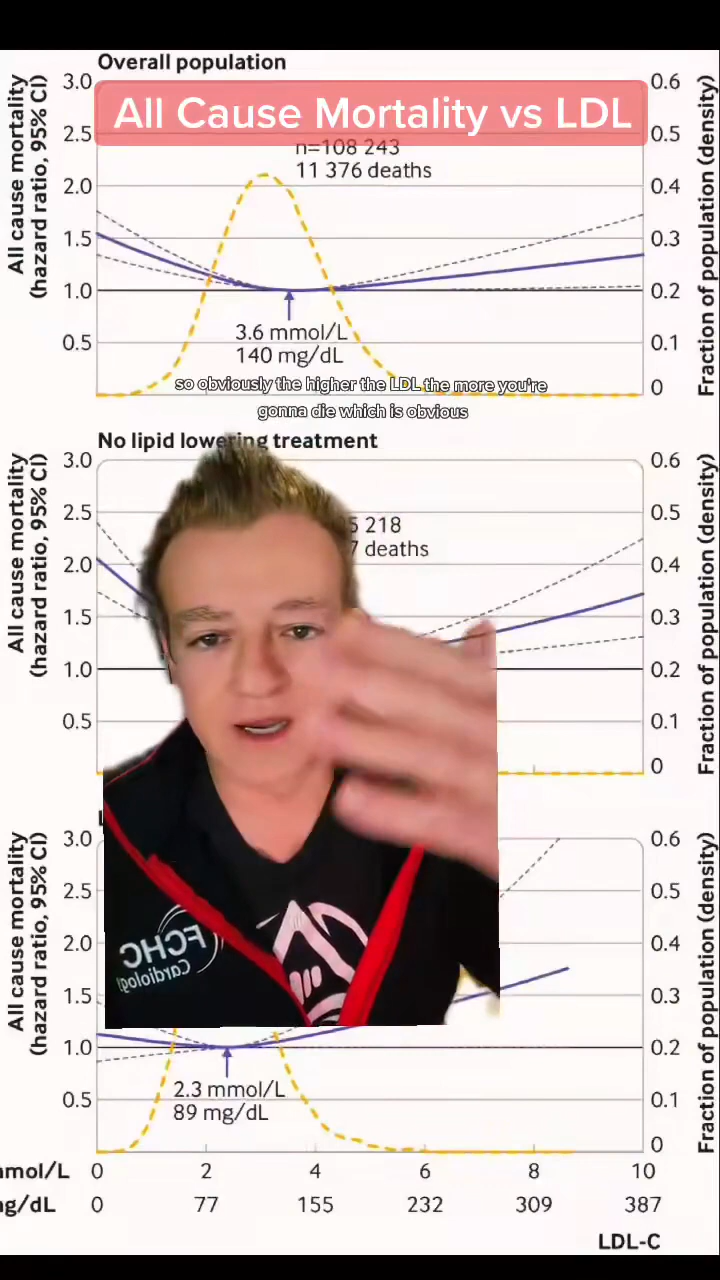 Overall population
All Cause Mortality vs LDL
All cause mortality
(hazard ratio, 95% CI)
3.0
2.5
2.0
1.5
1.0
0.5
n=108 243
11 376 deaths
3.6 mmol/L
140 mg/dL
0.6
0.5
0.4
0.3
0.2
0.1
0
Fraction of population (density)
so obviously the higher the LDL the more you're
gonna die which is obvious
No lipid lowering treatment
All cause mortality
(hazard ratio, 95% CI)
3.0
2.5
2.0
1.5
1.0
0.5
5 218
7 deaths
0.6
0.5
0.4
0.3
0.2
0.1
0
Fraction of population (density)
All cause mortality
(hazard ratio, 95% CI)
3.0
2.5
2.0
1.5
1.0
0.5
FCHC
Cardiology
2.3 mmol/L
89 mg/dL
0.6
0.5
0.4
0.3
0.2
0.1
0
Fraction of population (density)
mmol/L 0 2 4 6 8 10
mg/dL 0 77 155 232 309 387
LDL-C